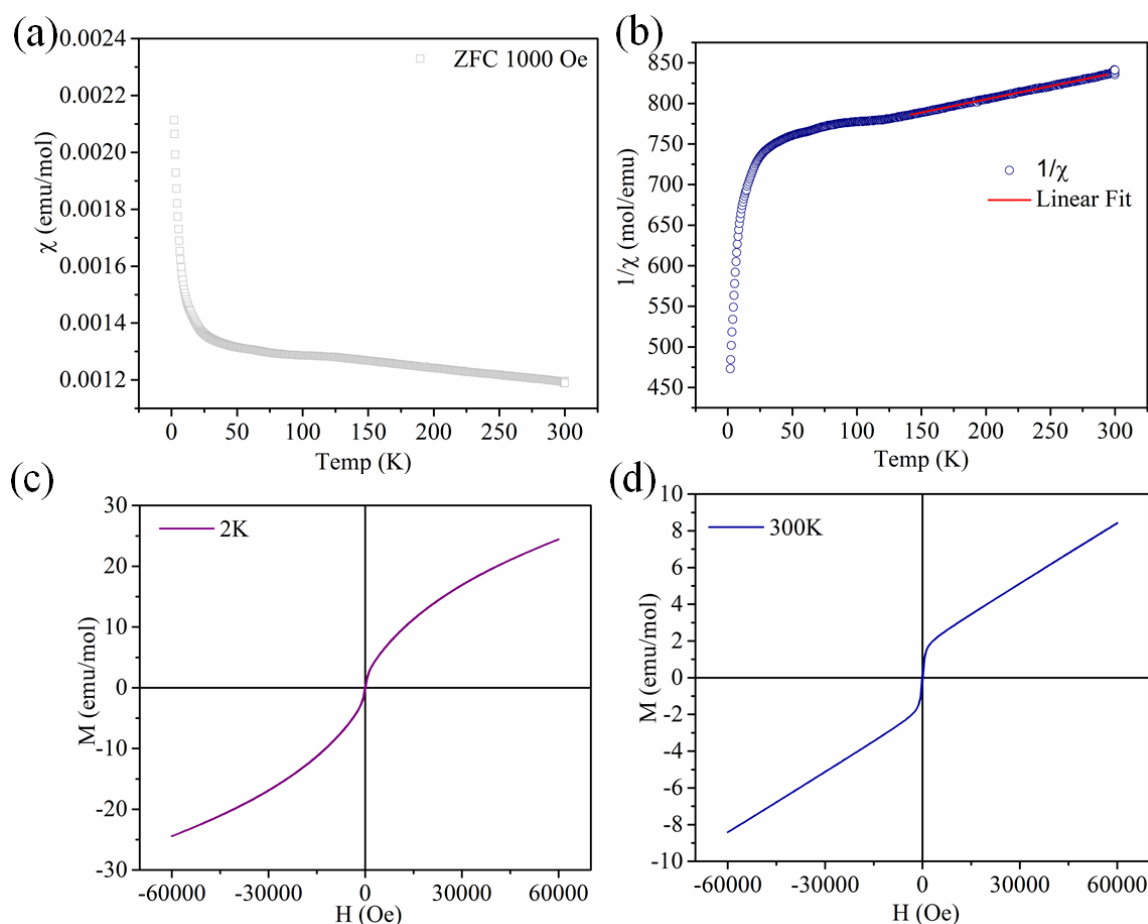 (a)
0.0024
0.0022
0.0020
0.0018
0.0016
0.0014
0.0012
χ (emu/mol)
ZFC 1000 Oe
0 50 100 150 200 250 300
Temp (K)
(b)
850
800
750
700
650
600
550
500
450
1/χ (mol/emu)
1/χ
Linear Fit
0 50 100 150 200 250 300
Temp (K)
(c)
30
20
10
0
-10
-20
-30
M (emu/mol)
2K
-60000 -30000 0 30000 60000
H (Oe)
(d)
10
8
6
4
2
0
-2
-4
-6
-8
-10
M (emu/mol)
300K
-60000 -30000 0 30000 60000
H (Oe)